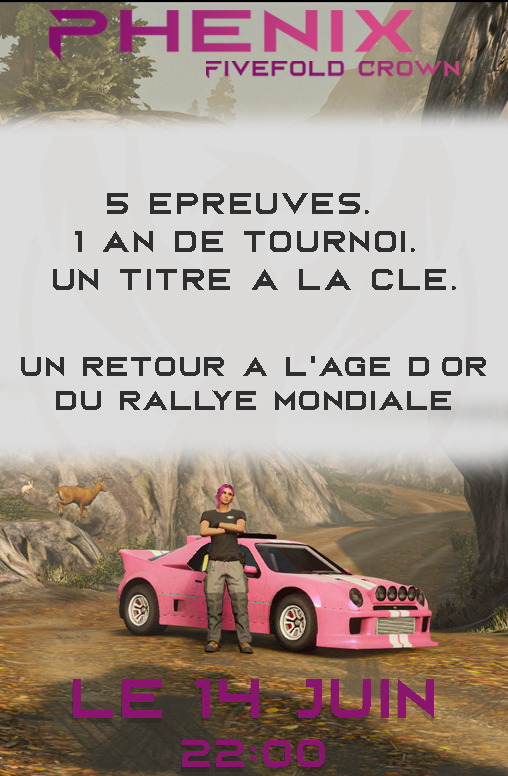 PHENIX
FIVEFOLD CROWN
5 EPREUVES.
1 AN DE TOURNOI.
UN TITRE A LA CLE.
UN RETOUR A L'AGE D OR
DU RALLYE MONDIALE
LE 14 JUIN
22:00